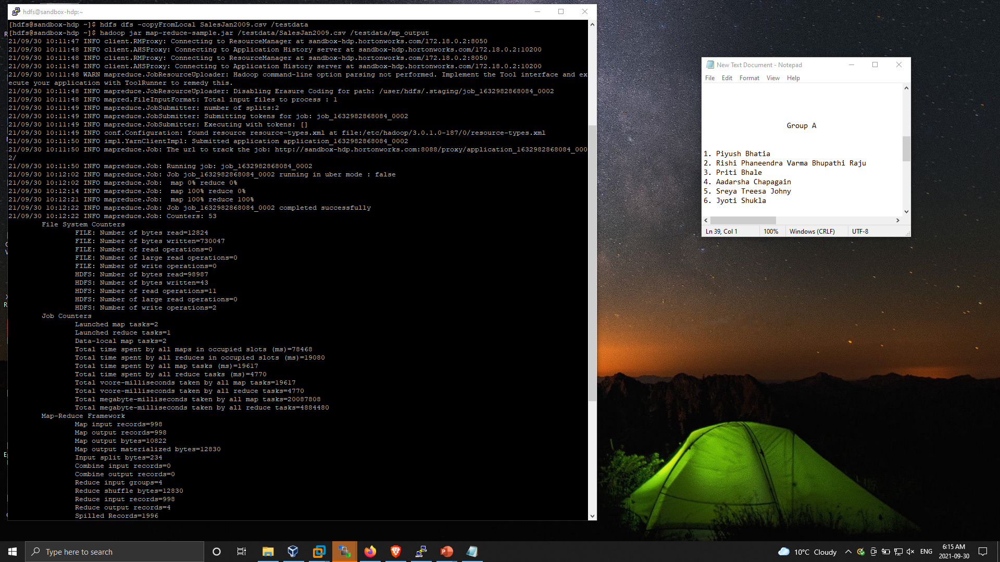 hdfs@sandbox-hdp:~
[hdfs@sandbox-hdp ~]$ hdfs dfs -copyFromLocal SalesJan2009.csv /testdata
[hdfs@sandbox-hdp ~]$ hadoop jar map-reduce-sample.jar /testdata/SalesJan2009.csv /testdata/mp_output
21/09/30 10:11:47 INFO client.RMProxy: Connecting to ResourceManager at sandbox-hdp.hortonworks.com/172.18.0.2:8050
21/09/30 10:11:48 INFO client.AHSProxy: Connecting to Application History server at sandbox-hdp.hortonworks.com/172.18.0.2:10200
21/09/30 10:11:48 INFO client.RMProxy: Connecting to ResourceManager at sandbox-hdp.hortonworks.com/172.18.0.2:8050
21/09/30 10:11:48 INFO client.AHSProxy: Connecting to Application History server at sandbox-hdp.hortonworks.com/172.18.0.2:10200
21/09/30 10:11:48 WARN mapreduce.JobResourceUploader: Hadoop command-line option parsing not performed. Implement the Tool interface and ex
ecute your application with ToolRunner to remedy this.
21/09/30 10:11:48 INFO mapreduce.JobResourceUploader: Disabling Erasure Coding for path: /user/hdfs/.staging/job_1632982868084_0002
21/09/30 10:11:48 INFO mapred.FileInputFormat: Total input files to process : 1
21/09/30 10:11:49 INFO mapreduce.JobSubmitter: number of splits:2
21/09/30 10:11:49 INFO mapreduce.JobSubmitter: Submitting tokens for job: job_1632982868084_0002
21/09/30 10:11:49 INFO mapreduce.JobSubmitter: Executing with tokens: []
21/09/30 10:11:49 INFO conf.Configuration: found resource resource-types.xml at file:/etc/hadoop/3.0.1.0-187/0/resource-types.xml
21/09/30 10:11:50 INFO impl.YarnClientImpl: Submitted application application_1632982868084_0002
21/09/30 10:11:50 INFO mapreduce.Job: The url to track the job: http://sandbox-hdp.hortonworks.com:8088/proxy/application_1632982868084_000
2/
21/09/30 10:11:50 INFO mapreduce.Job: Running job: job_1632982868084_0002
21/09/30 10:12:02 INFO mapreduce.Job: Job job_1632982868084_0002 running in uber mode : false
21/09/30 10:12:02 INFO mapreduce.Job:  map 0% reduce 0%
21/09/30 10:12:14 INFO mapreduce.Job:  map 100% reduce 0%
21/09/30 10:12:21 INFO mapreduce.Job:  map 100% reduce 100%
21/09/30 10:12:22 INFO mapreduce.Job: Job job_1632982868084_0002 completed successfully
21/09/30 10:12:22 INFO mapreduce.Job: Counters: 53
File System Counters
FILE: Number of bytes read=12824
FILE: Number of bytes written=730047
FILE: Number of read operations=0
FILE: Number of large read operations=0
FILE: Number of write operations=0
HDFS: Number of bytes read=98987
HDFS: Number of bytes written=43
HDFS: Number of read operations=11
HDFS: Number of large read operations=0
HDFS: Number of write operations=2
Job Counters
Launched map tasks=2
Launched reduce tasks=1
Data-local map tasks=2
Total time spent by all maps in occupied slots (ms)=78468
Total time spent by all reduces in occupied slots (ms)=19080
Total time spent by all map tasks (ms)=19617
Total time spent by all reduce tasks (ms)=4770
Total vcore-milliseconds taken by all map tasks=19617
Total vcore-milliseconds taken by all reduce tasks=4770
Total megabyte-milliseconds taken by all map tasks=20087808
Total megabyte-milliseconds taken by all reduce tasks=4884480
Map-Reduce Framework
Map input records=998
Map output records=998
Map output bytes=10822
Map output materialized bytes=12830
Input split bytes=234
Combine input records=0
Combine output records=0
Reduce input groups=4
Reduce shuffle bytes=12830
Reduce input records=998
Reduce output records=4
Spilled Records=1996
New Text Document - Notepad
File Edit Format View Help
Group A
1. Piyush Bhatia
2. Rishi Phaneendra Varma Bhupathi Raju
3. Priti Bhale
4. Aadarsha Chapagain
5. Sreya Treesa Johny
6. Jyoti Shukla
Ln 39, Col 1 100% Windows (CRLF) UTF-8
Type here to search
10°C Cloudy ENG 6:15 AM
2021-09-30